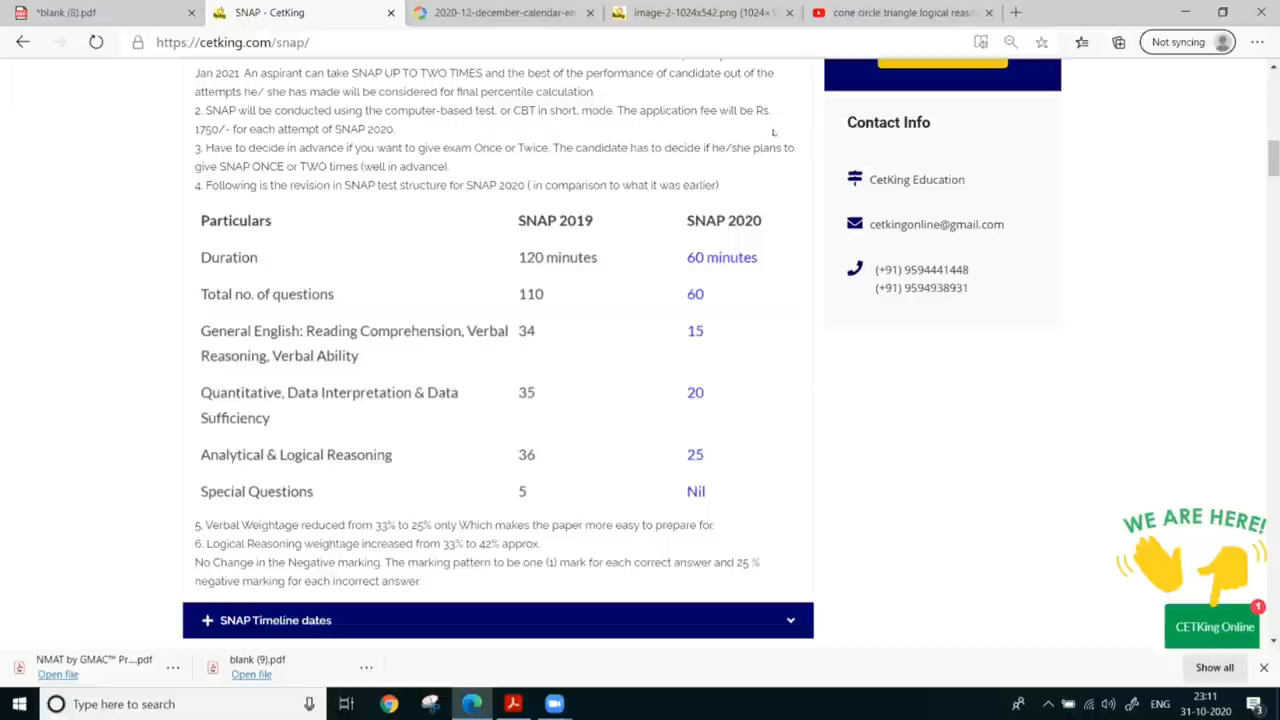 *blank (8).pdf
SNAP - CetKing
2020-12-december-calendar-en
image-2-1024x542.png (1024×5
cone circle triangle logical reaso
https://cetking.com/snap/
Not syncing
Jan 2021 An aspirant can take SNAP UP TO TWO TIMES and the best of the performance of candidate out of the
attempts he/ she has made will be considered for final percentile calculation.
2. SNAP will be conducted using the computer-based test, or CBT in short, mode. The application fee will be Rs.
1750/- for each attempt of SNAP 2020.
3. Have to decide in advance if you want to give exam Once or Twice. The candidate has to decide if he/she plans to
give SNAP ONCE or TWO times (well in advance).
4. Following is the revision in SNAP test structure for SNAP 2020 ( in comparison to what it was earlier)
Particulars SNAP 2019 SNAP 2020
Duration 120 minutes 60 minutes
Total no. of questions 110 60
General English: Reading Comprehension, Verbal 34 15
Reasoning, Verbal Ability
Quantitative, Data Interpretation & Data 35 20
Sufficiency
Analytical & Logical Reasoning 36 25
Special Questions 5 Nil
5. Verbal Weightage reduced from 33% to 25% only Which makes the paper more easy to prepare for.
6. Logical Reasoning weightage increased from 33% to 42% approx.
No Change in the Negative marking. The marking pattern to be one (1) mark for each correct answer and 25 %
negative marking for each incorrect answer.
SNAP Timeline dates
Contact Info
CetKing Education
cetkingonline@gmail.com
(+91) 9594441448
(+91) 9594938931
WE ARE HERE!
1
CETKing Online
NMAT by GMAC™ Pr....pdf
Open file
blank (9).pdf
Open file
Show all
Type here to search
ENG
23:11
31-10-2020
3